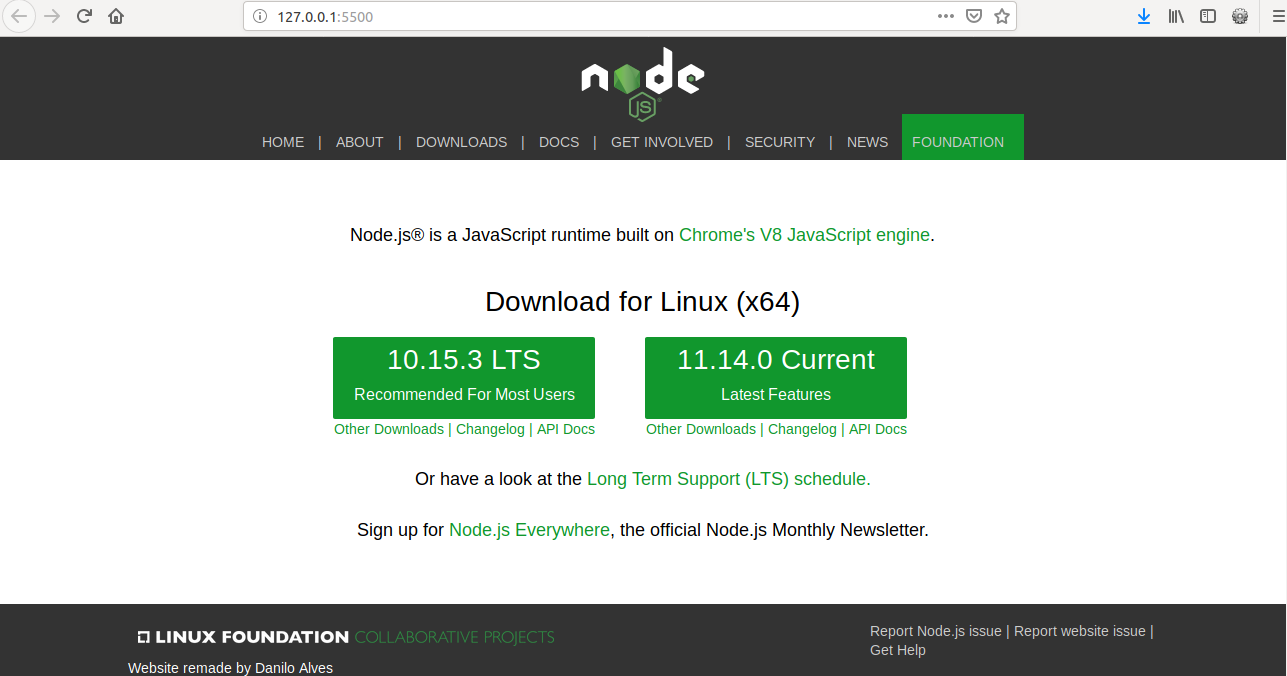 127.0.0.1:5500
node
JS
HOME | ABOUT | DOWNLOADS | DOCS | GET INVOLVED | SECURITY | NEWS FOUNDATION
Node.js® is a JavaScript runtime built on Chrome's V8 JavaScript engine.
Download for Linux (x64)
10.15.3 LTS
Recommended For Most Users
Other Downloads | Changelog | API Docs
11.14.0 Current
Latest Features
Other Downloads | Changelog | API Docs
Or have a look at the Long Term Support (LTS) schedule.
Sign up for Node.js Everywhere, the official Node.js Monthly Newsletter.
LINUX FOUNDATION COLLABORATIVE PROJECTS
Website remade by Danilo Alves
Report Node.js issue | Report website issue |
Get Help